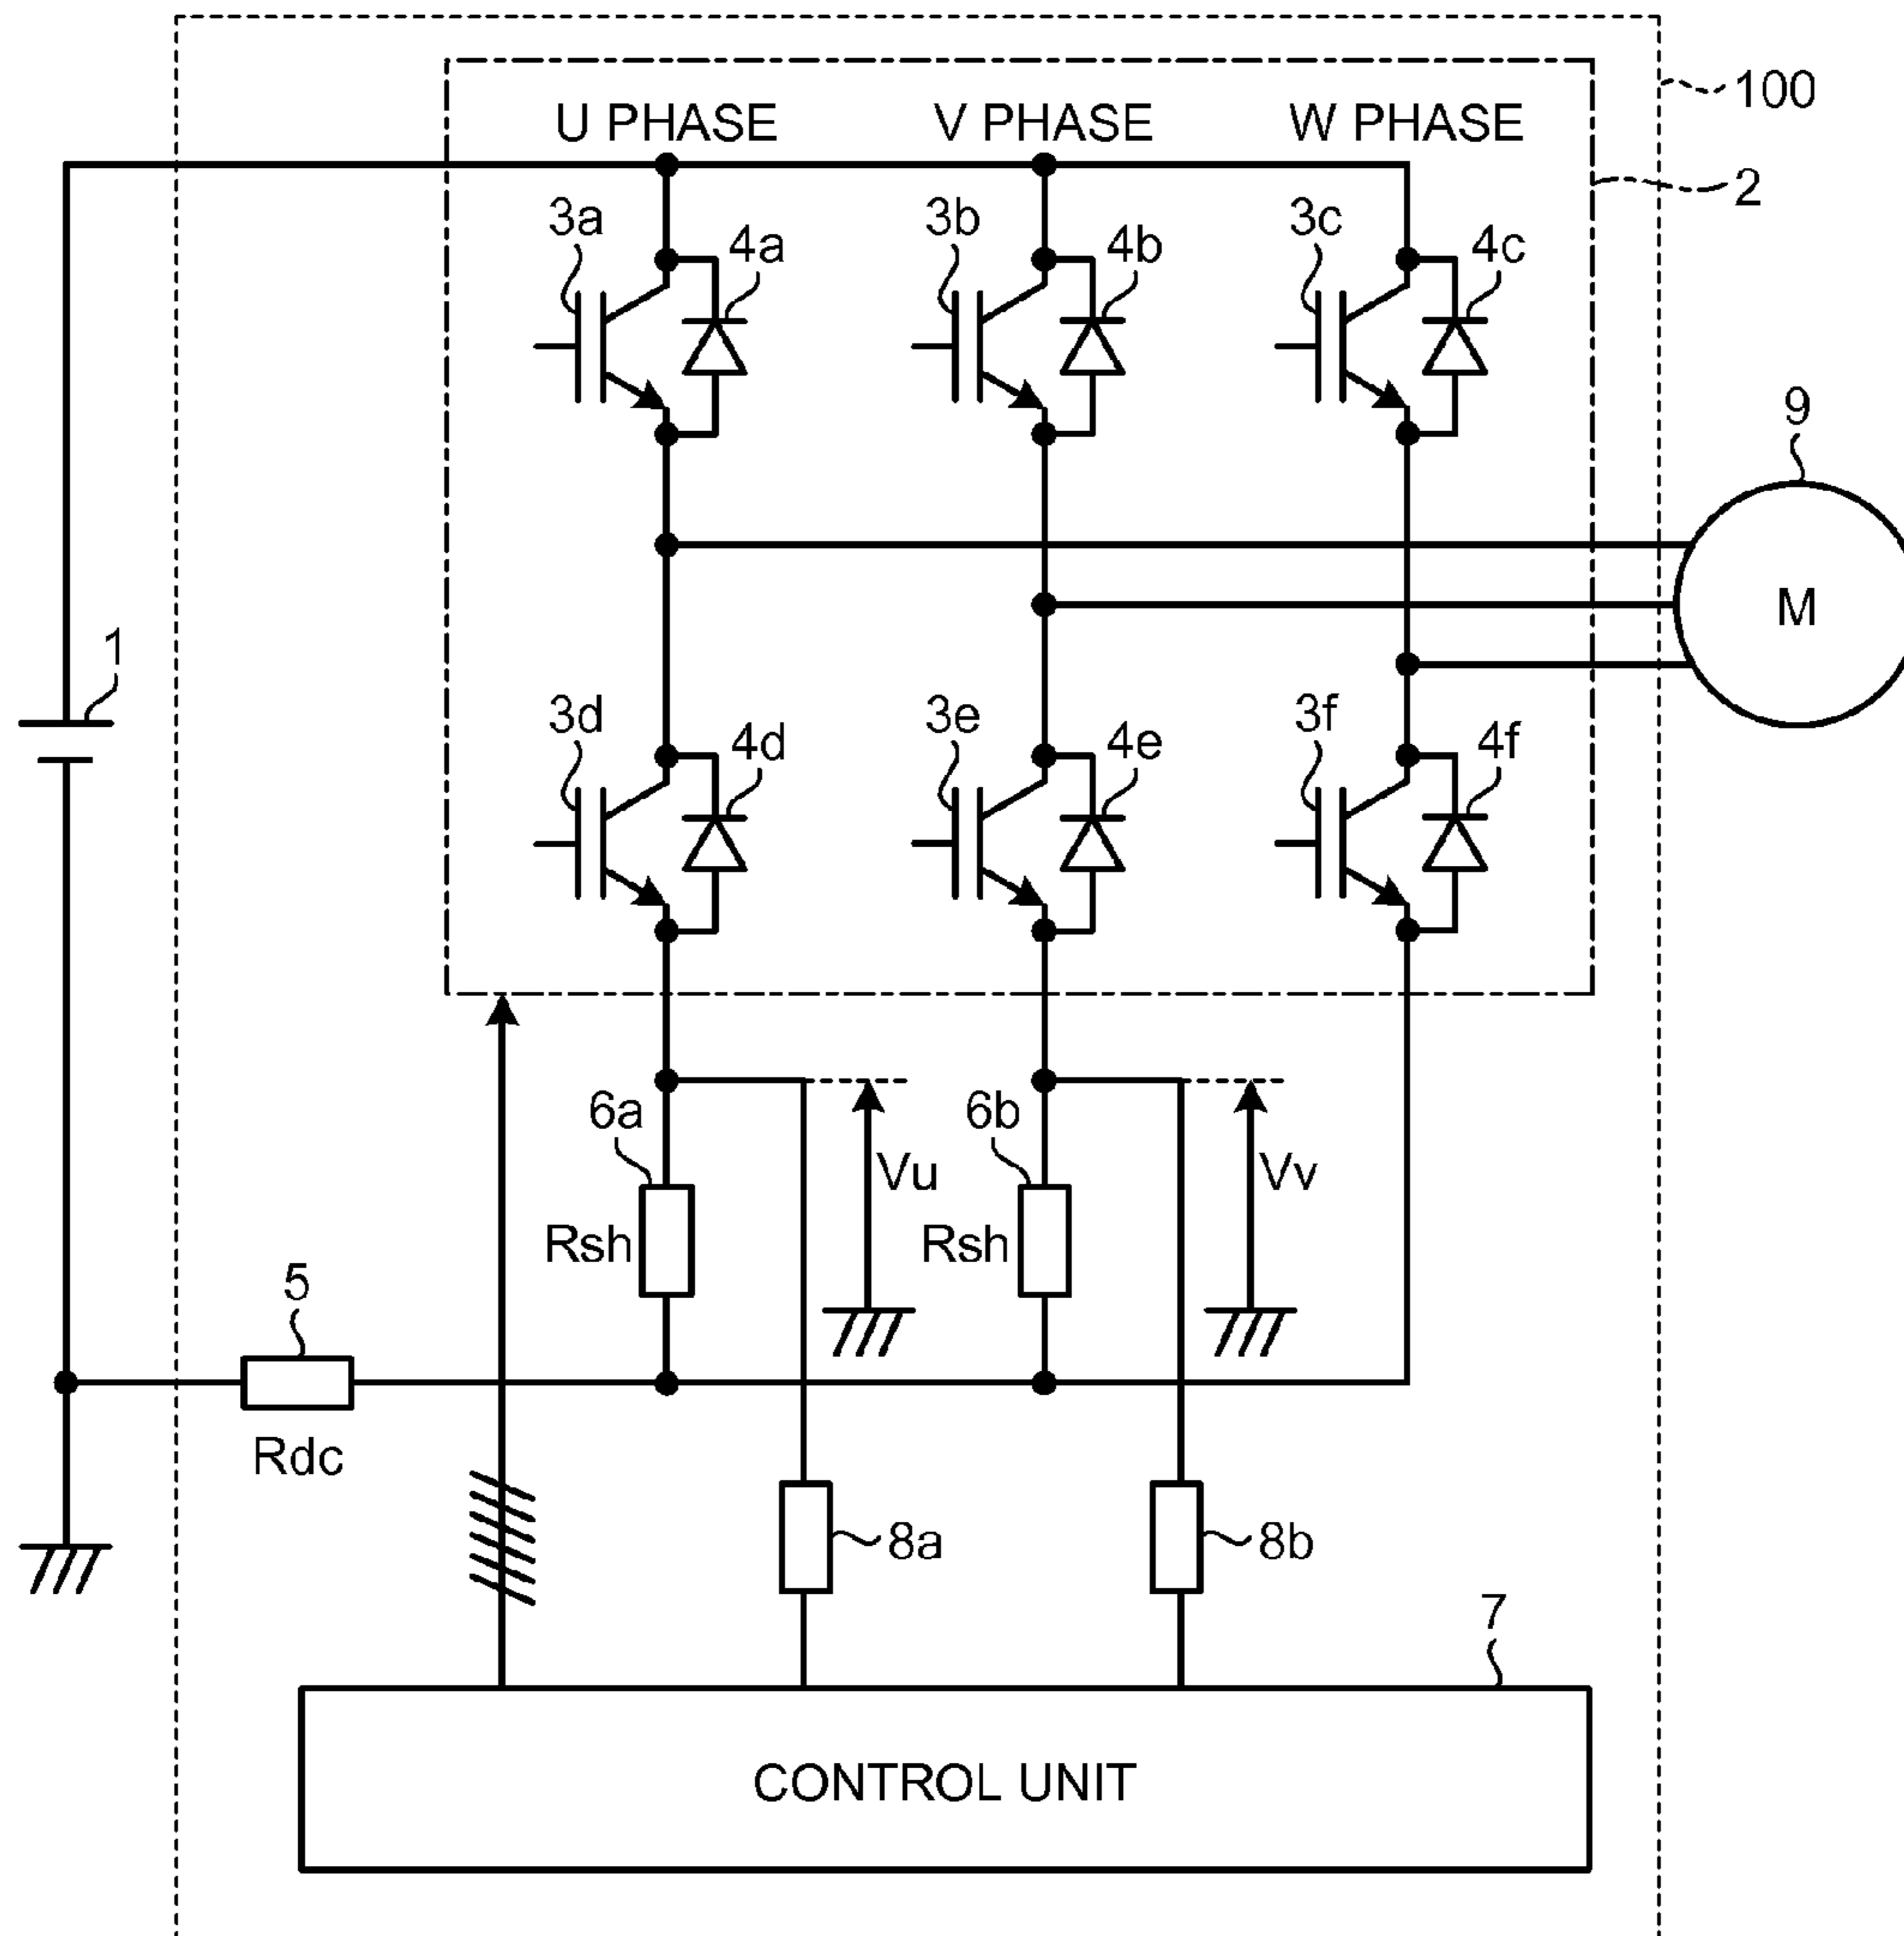 100
U PHASE
V PHASE
W PHASE
2
3a
4a
3b
4b
3c
4c
9
M
1
3d
4d
3e
4e
3f
4f
6a
Vu
6b
Vv
Rsh
Rsh
5
Rdc
8a
8b
7
CONTROL UNIT